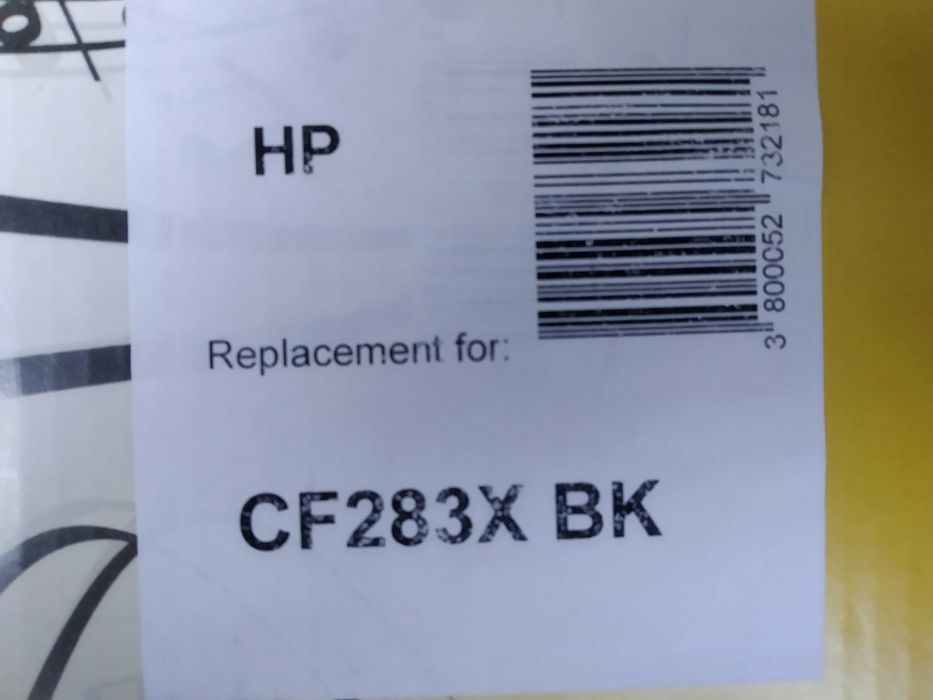 HP
3 800052 732181
Replacement for:
CF283X BK